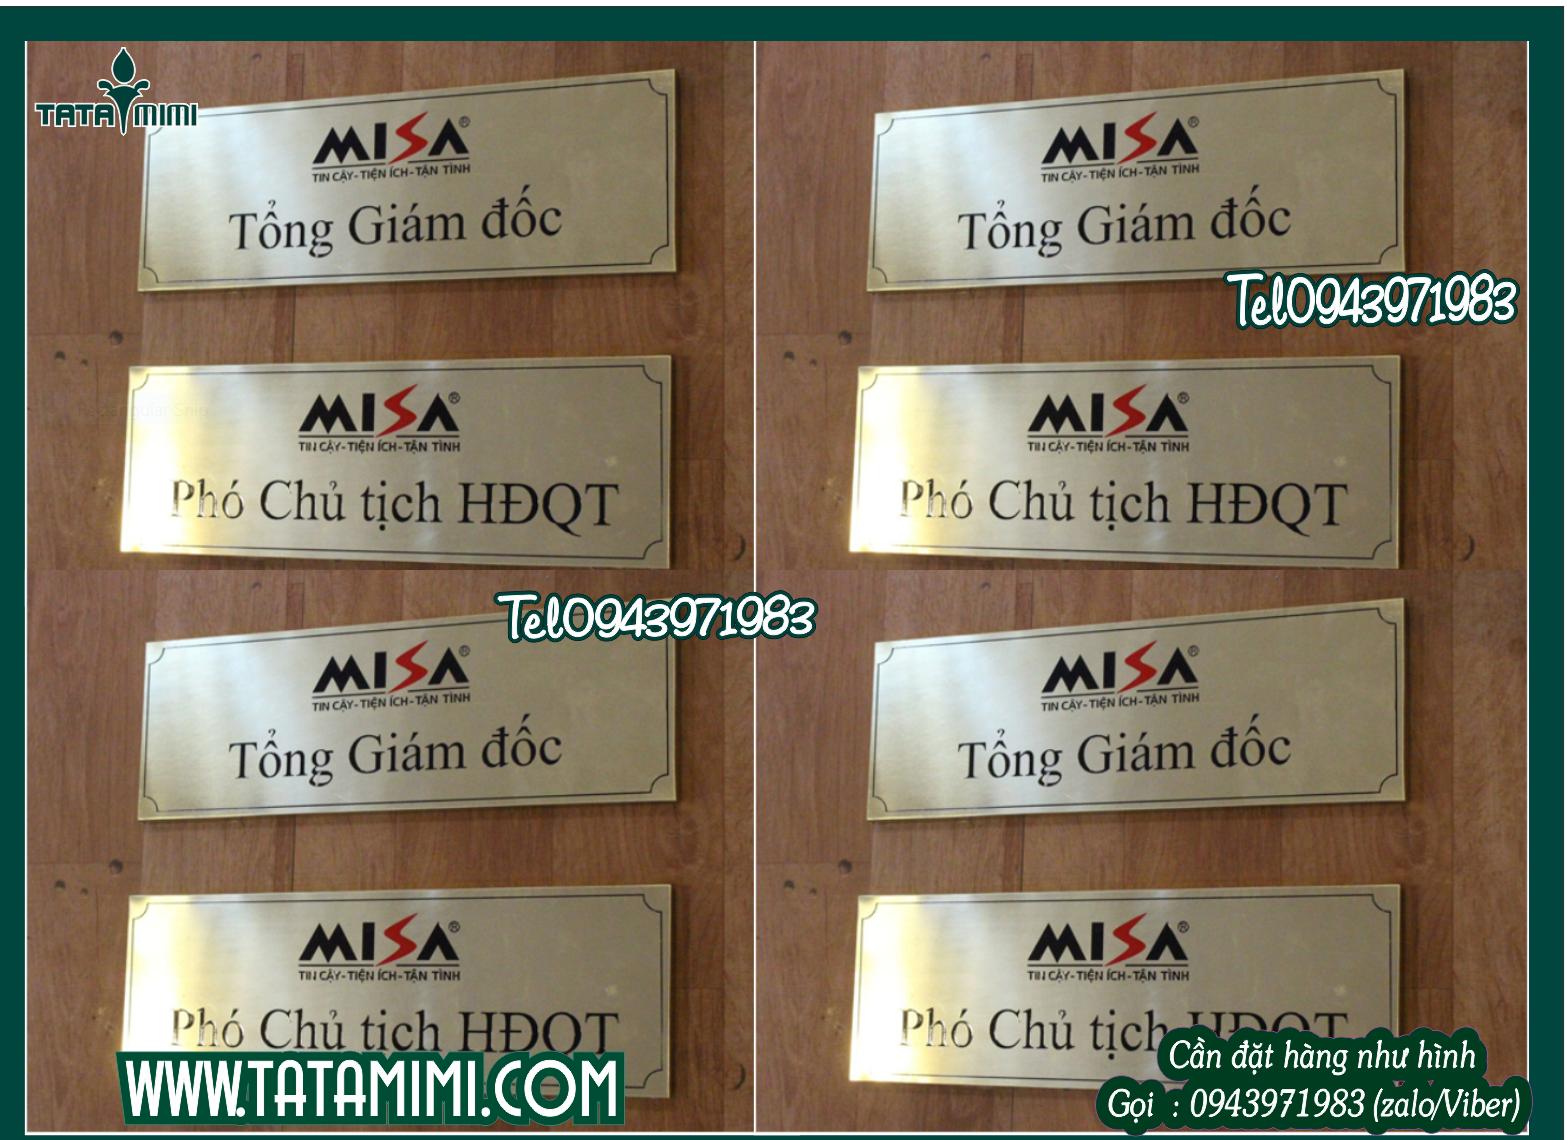 TATA MIMI
MISA®
TIN CẬY-TIỆN ÍCH-TẬN TÌNH
Tổng Giám đốc
MISA®
TIN CẬY-TIỆN ÍCH-TẬN TÌNH
Tổng Giám đốc
Tel0943971983
MISA®
TIN CẬY-TIỆN ÍCH-TẬN TÌNH
Phó Chủ tịch HĐQT
MISA®
TIN CẬY-TIỆN ÍCH-TẬN TÌNH
Phó Chủ tịch HĐQT
Rectangular Snip
Tel0943971983
MISA®
TIN CẬY-TIỆN ÍCH-TẬN TÌNH
Tổng Giám đốc
MISA®
TIN CẬY-TIỆN ÍCH-TẬN TÌNH
Tổng Giám đốc
MISA®
TIN CẬY-TIỆN ÍCH-TẬN TÌNH
Phó Chủ tịch HĐQT
MISA®
TIN CẬY-TIỆN ÍCH-TẬN TÌNH
Phó Chủ tịch HĐQT
WWW.TATAMIMI.COM
Cần đặt hàng như hình
Gọi : 0943971983 (zalo/Viber)